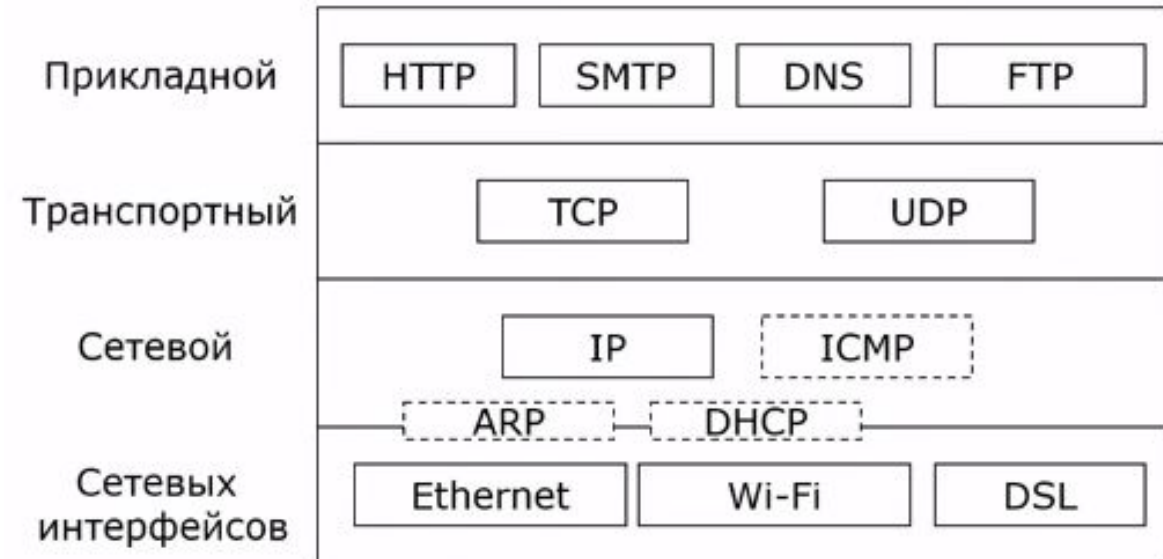 Прикладной
HTTP SMTP DNS FTP
Транспортный
TCP UDP
Сетевой
IP ICMP
ARP DHCP
Сетевых
интерфейсов
Ethernet Wi-Fi DSL